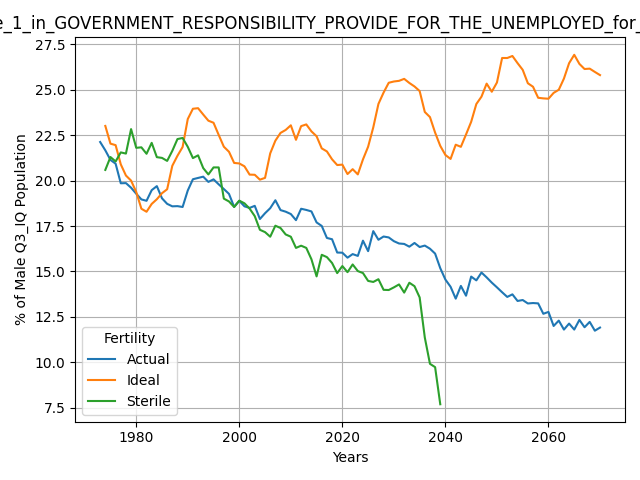 e_1_in_GOVERNMENT_RESPONSIBILITY_PROVIDE_FOR_THE_UNEMPLOYED_for_
27.5
25.0
22.5
20.0
17.5
15.0
12.5
10.0
7.5
% of Male Q3_IQ Population
Fertility
Actual
Ideal
Sterile
1980
2000
2020
2040
2060
Years